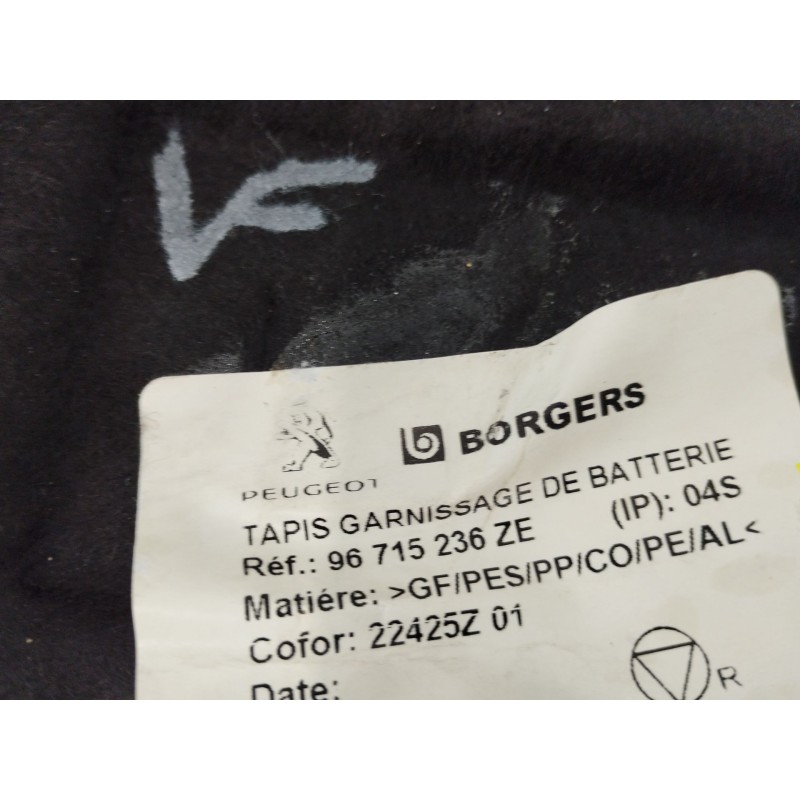 PEUGEOT
BORGERS
TAPIS GARNISSAGE DE BATTERIE
Réf.: 96 715 236 ZE (IP): 04S
Matiére: >GF/PES/PP/CO/PE/AL<
Cofor: 22425Z 01
Date:
R